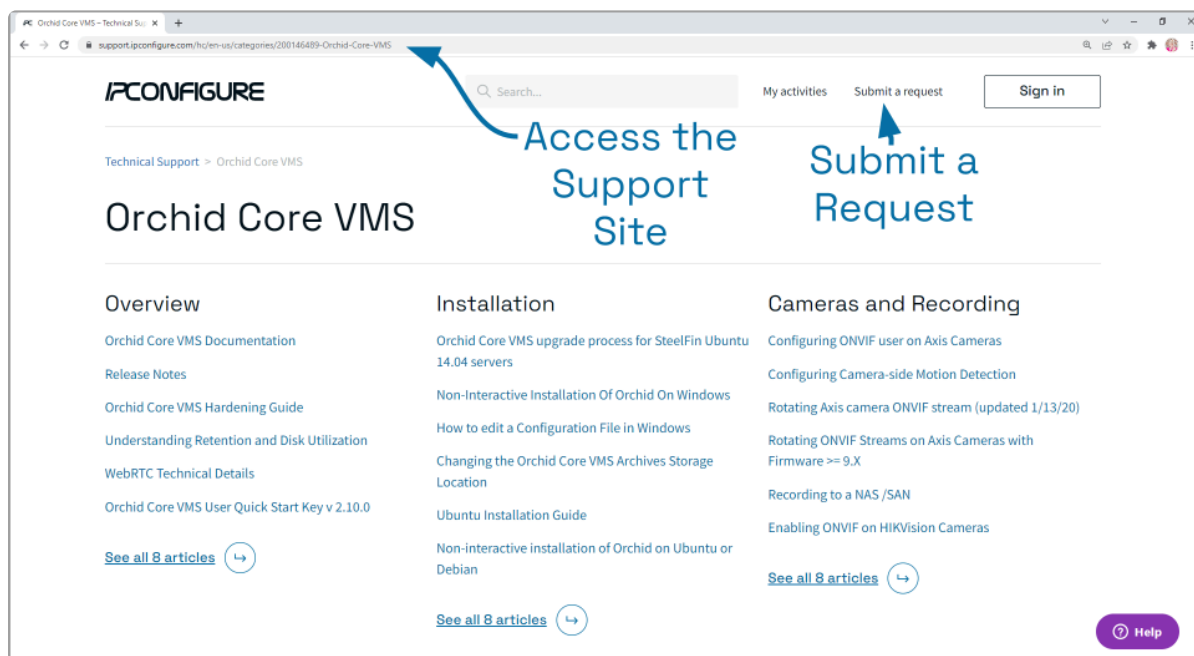 Orchid Core VMS – Technical Sup
support.ipconfigure.com/hc/en-us/categories/200146489-Orchid-Core-VMS
IPCONFIGURE
Search...
My activities
Submit a request
Sign in
Access the
Support
Site
Submit a
Request
Technical Support > Orchid Core VMS
Orchid Core VMS
Overview
Orchid Core VMS Documentation
Release Notes
Orchid Core VMS Hardening Guide
Understanding Retention and Disk Utilization
WebRTC Technical Details
Orchid Core VMS User Quick Start Key v 2.10.0
See all 8 articles
Installation
Orchid Core VMS upgrade process for SteelFin Ubuntu
14.04 servers
Non-Interactive Installation Of Orchid On Windows
How to edit a Configuration File in Windows
Changing the Orchid Core VMS Archives Storage
Location
Ubuntu Installation Guide
Non-interactive installation of Orchid on Ubuntu or
Debian
See all 8 articles
Cameras and Recording
Configuring ONVIF user on Axis Cameras
Configuring Camera-side Motion Detection
Rotating Axis camera ONVIF stream (updated 1/13/20)
Rotating ONVIF Streams on Axis Cameras with
Firmware >= 9.X
Recording to a NAS /SAN
Enabling ONVIF on HIKVision Cameras
See all 8 articles
Help